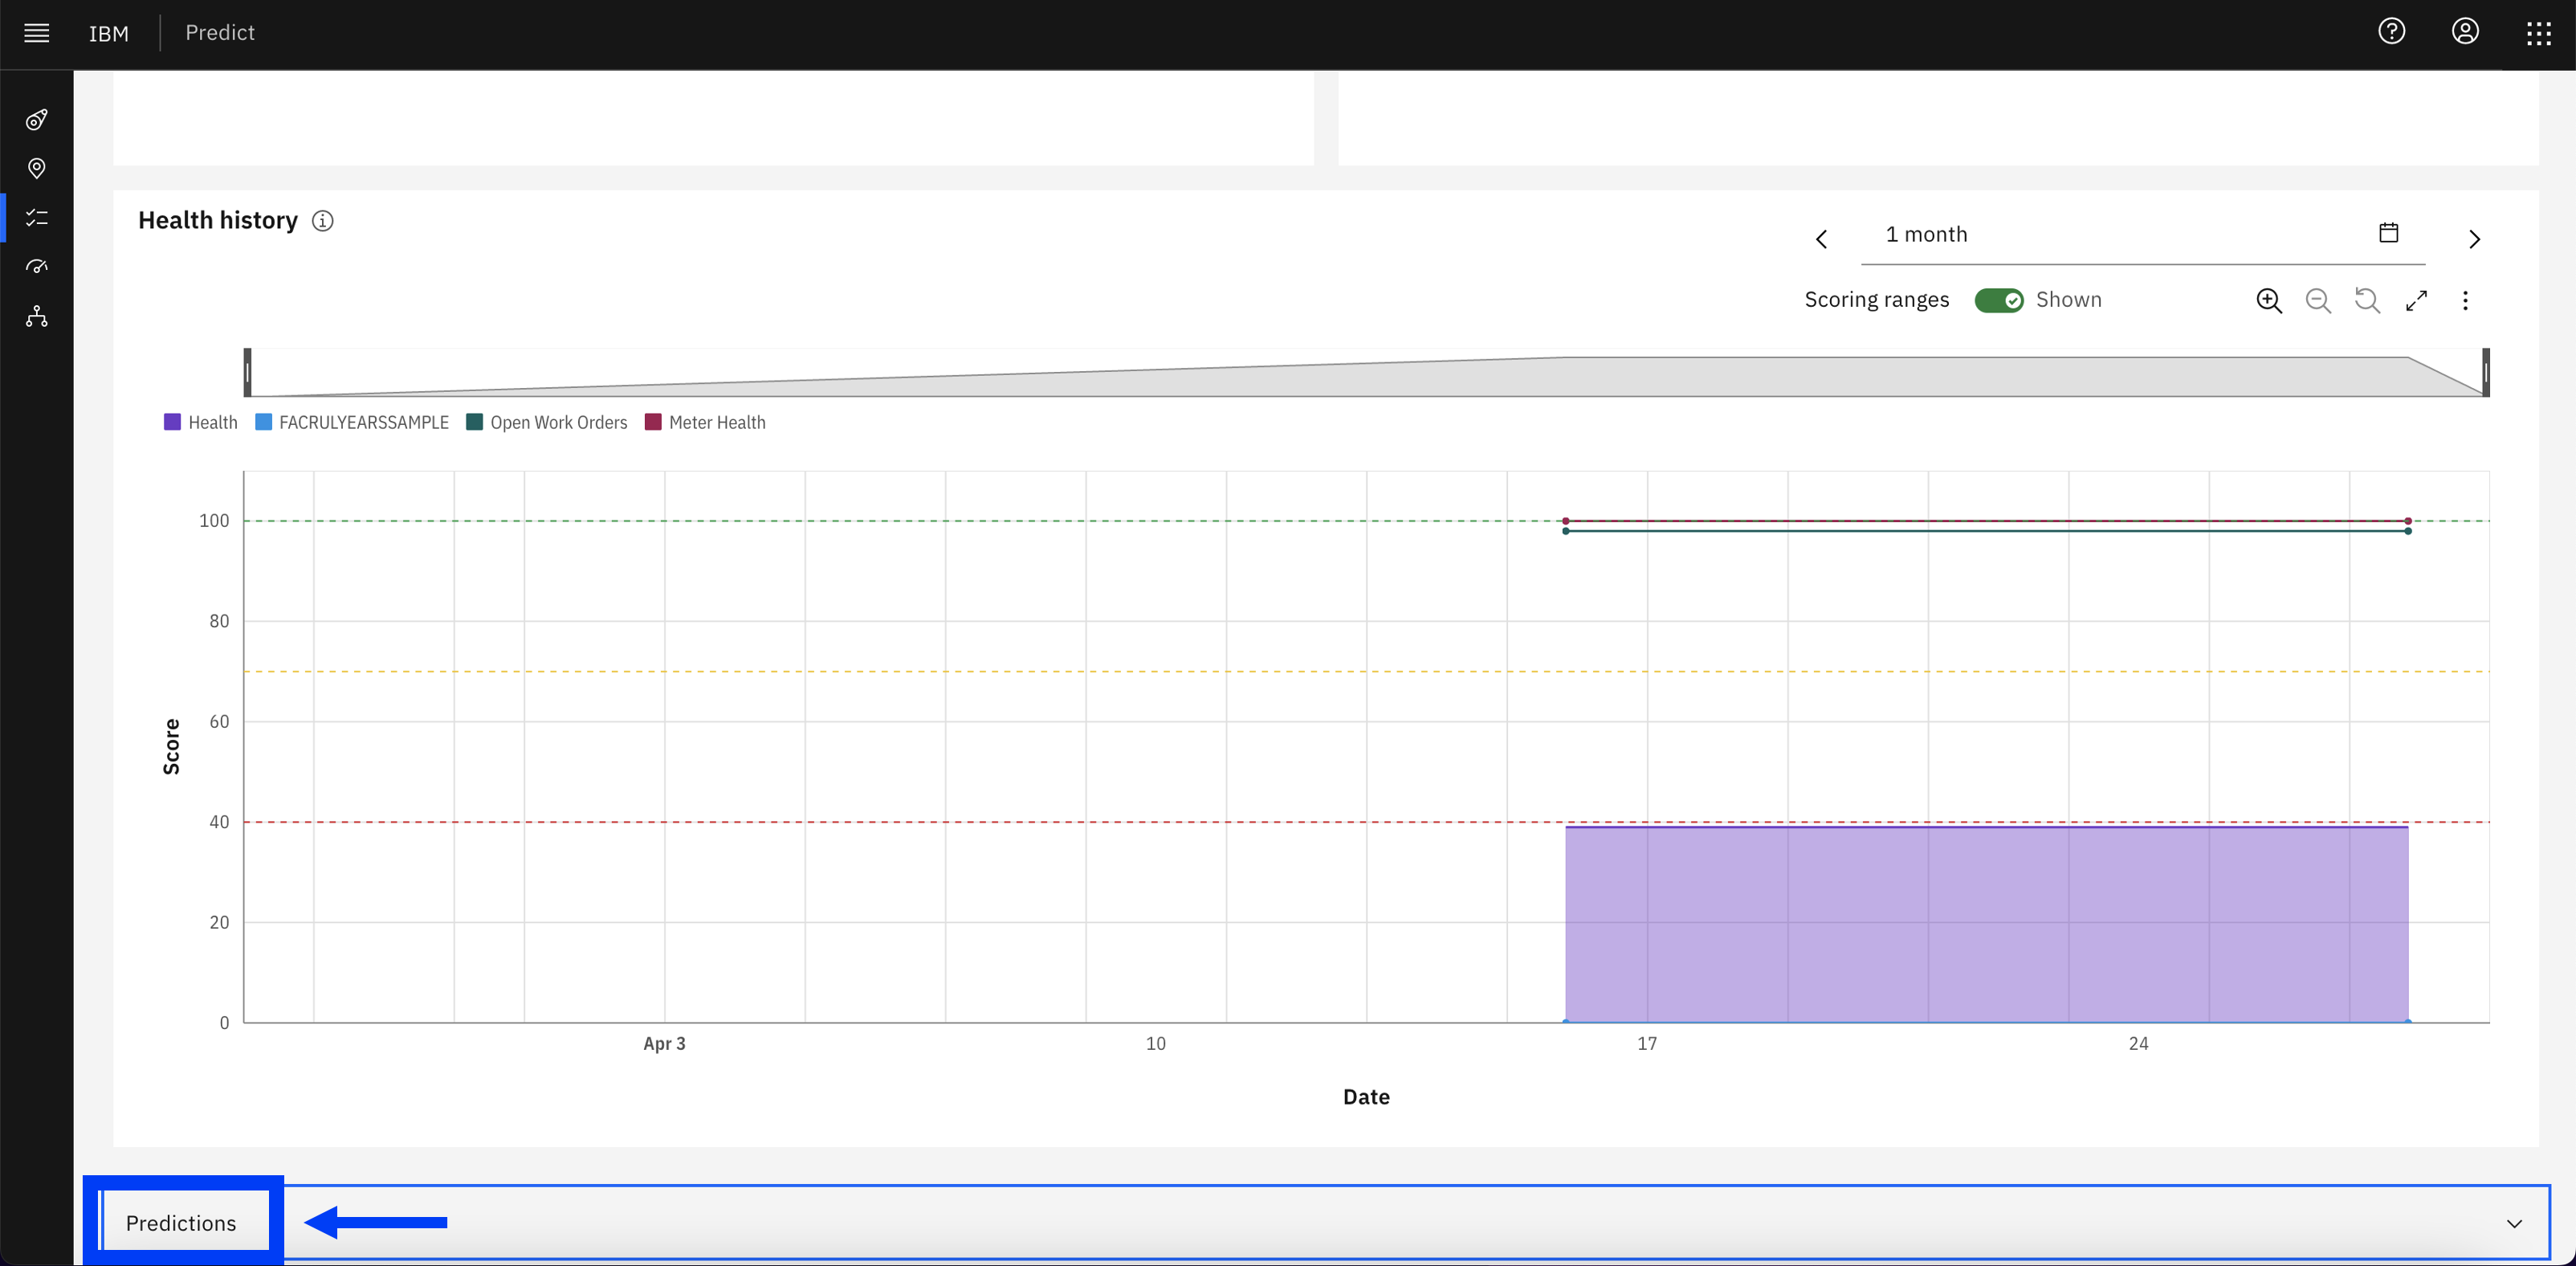 IBM Predict
Health history
1 month
Scoring ranges Shown
Health FACRULYEARSSAMPLE Open Work Orders Meter Health
100
80
60
40
20
0
Score
Apr 3 10 17 24
Date
Predictions